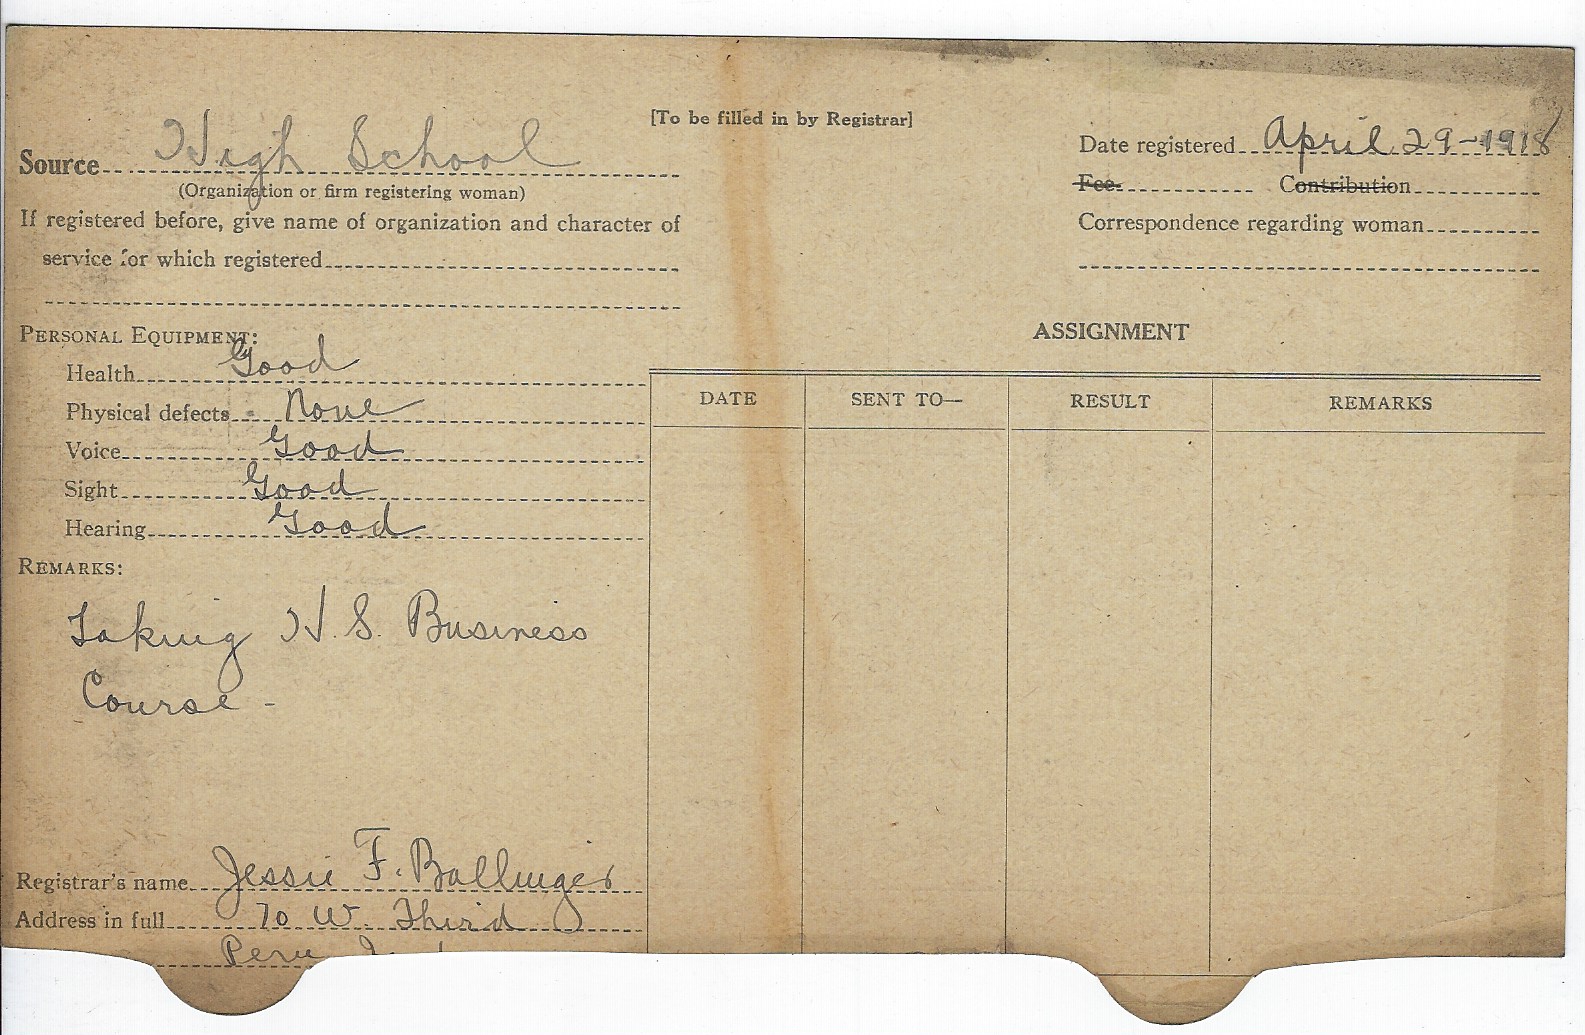 [To be filled in by Registrar]
Source High School
(Organization or firm registering woman)
If registered before, give name of organization and character of
service for which registered
PERSONAL EQUIPMENT:
Health Good
Physical defects None
Voice Good
Sight Good
Hearing Good
REMARKS:
Taking H.S. Business
Course -
Registrar's name Jessie F. Bollinger
Address in full 70 W. Third
Peru
Date registered April 29-1918
Fee. Contribution
Correspondence regarding woman
ASSIGNMENT
DATE SENT TO— RESULT REMARKS